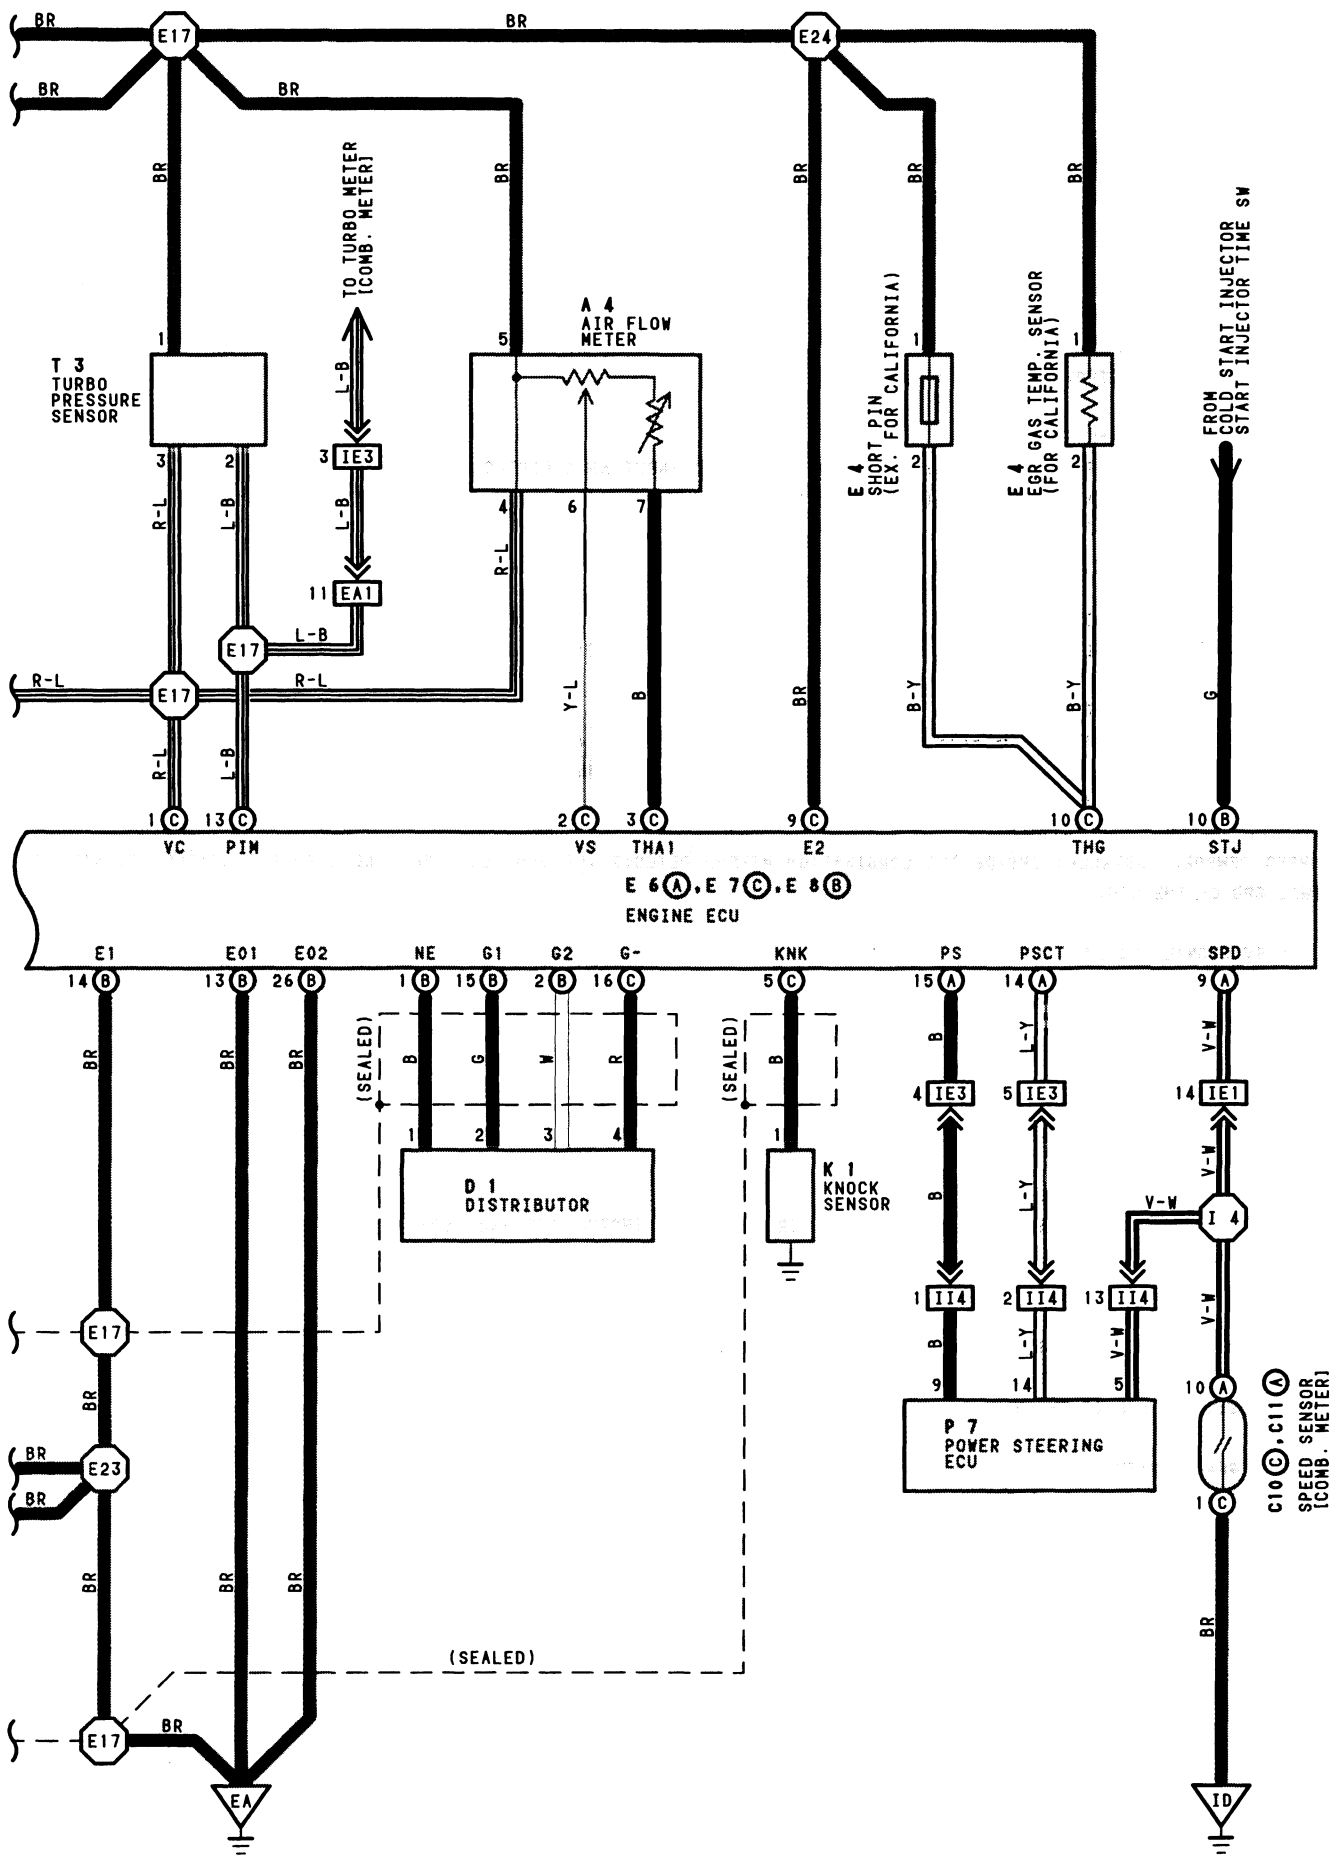 BR
E17
BR
E24
BR
BR
BR
BR
BR
BR
BR
TO TURBO METER
[COMB. METER]
FROM
COLD START INJECTOR
START INJECTOR TIME SW
T 3
TURBO
PRESSURE
SENSOR
1
3
2
L-B
3 IE3
L-B
11 EA1
A 4
AIR FLOW
METER
5
4
6
7
E 4
SHORT PIN
(EX. FOR CALIFORNIA)
1
2
E 4
EGR GAS TEMP. SENSOR
(FOR CALIFORNIA)
1
2
R-L
L-B
R-L
E17
L-B
R-L
E17
R-L
Y-L
B
BR
B-Y
B-Y
G
R-L
L-B
1 C
13 C
2 C
3 C
9 C
10 C
10 B
VC
PIM
VS
THA1
E2
THG
STJ
E 6 A, E 7 C, E 8 B
ENGINE ECU
E1
E01
E02
NE
G1
G2
G-
KNK
PS
PSCT
SPD
14 B
13 B
26 B
1 B
15 B
2 B
16 C
5 C
15 A
14 A
9 A
BR
BR
BR
(SEALED)
B
G
W
R
(SEALED)
B
B
L-Y
V-W
4 IE3
5 IE3
14 IE1
1
2
3
4
1
D 1
DISTRIBUTOR
K 1
KNOCK
SENSOR
B
L-Y
V-W
V-W
I 4
1 II4
2 II4
13 II4
E17
B
L-Y
V-W
V-W
9
14
5
10 A
BR
P 7
POWER STEERING
ECU
C10 C, C11 A
SPEED SENSOR
[COMB. METER]
BR
E23
BR
1 C
BR
BR
BR
BR
(SEALED)
E17
BR
EA
ID